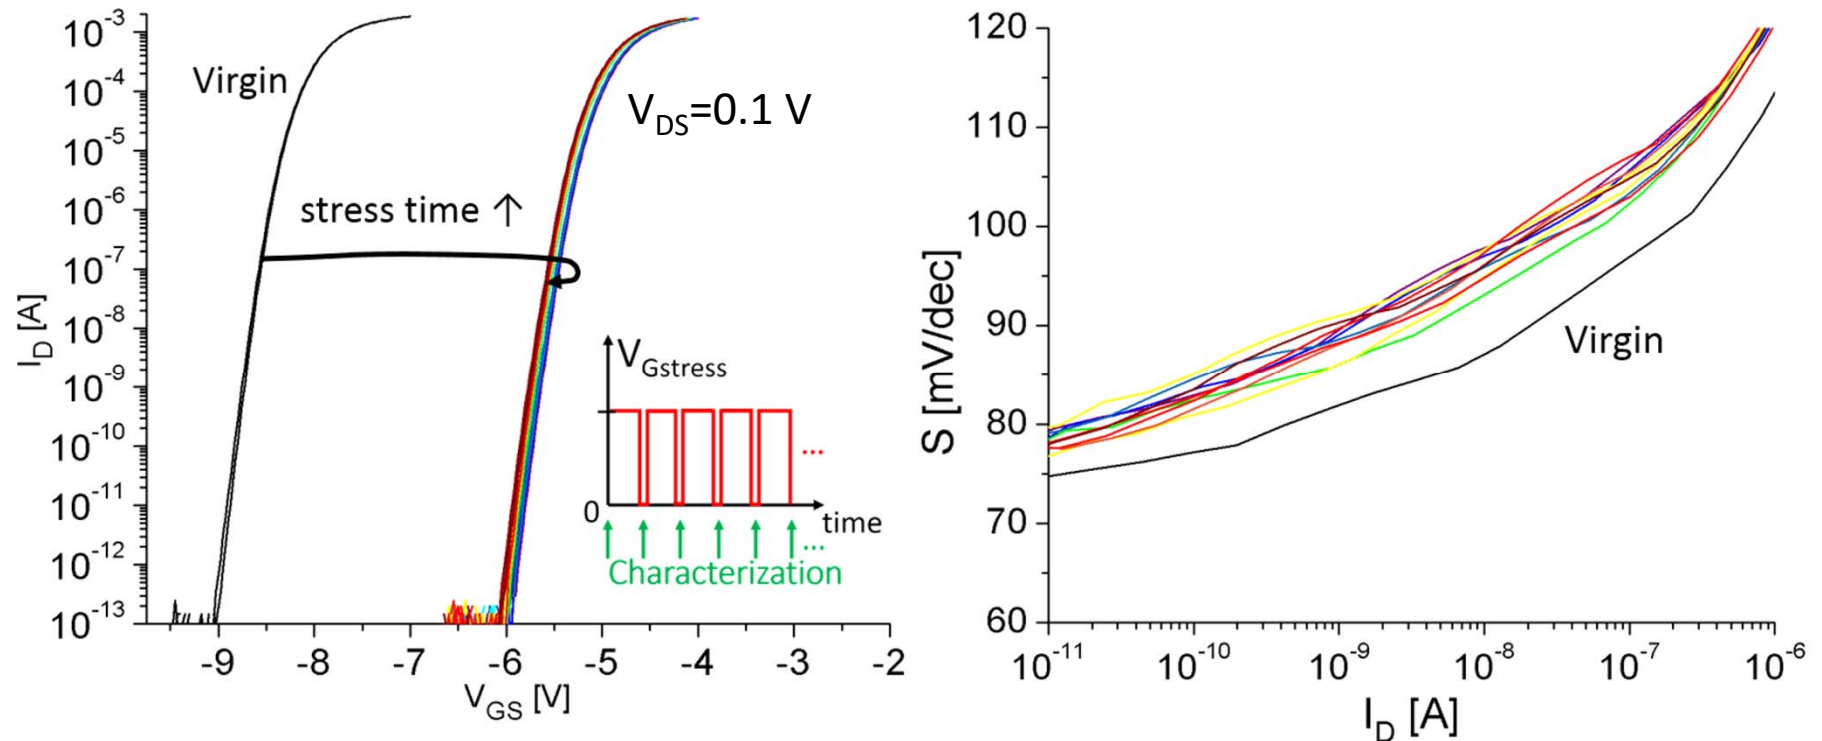 10⁻³
10⁻⁴
10⁻⁵
10⁻⁶
10⁻⁷
10⁻⁸
10⁻⁹
10⁻¹⁰
10⁻¹¹
10⁻¹²
10⁻¹³
I_D [A]
Virgin
V_DS=0.1 V
stress time ↑
V_Gstress
0
time
...
...
Characterization
-9 -8 -7 -6 -5 -4 -3 -2
V_GS [V]
120
110
100
90
80
70
60
S [mV/dec]
Virgin
10⁻¹¹ 10⁻¹⁰ 10⁻⁹ 10⁻⁸ 10⁻⁷ 10⁻⁶
I_D [A]